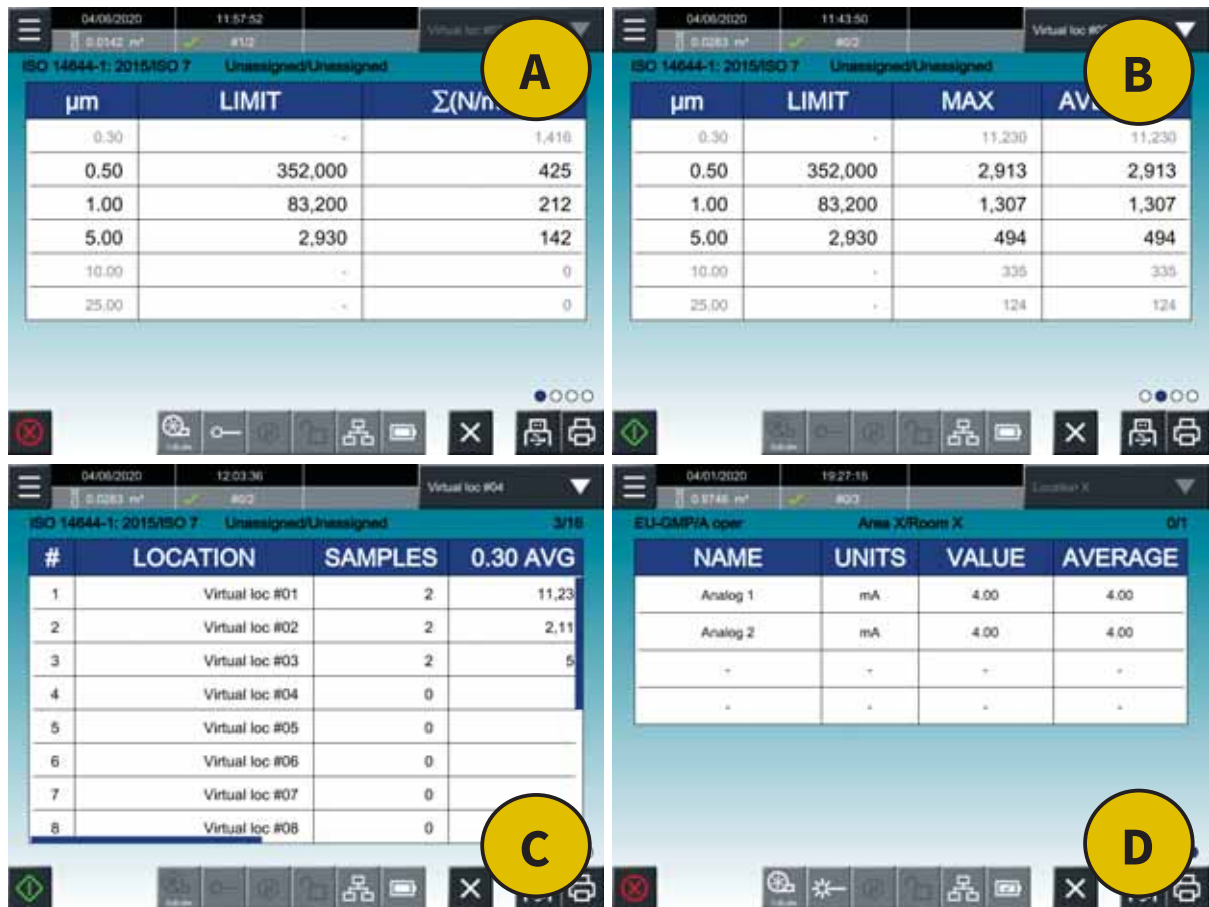 04/06/2020 11:57:52
0.0142 m³ #1/2
ISO 14644-1: 2015/ISO 7 Unassigned/Unassigned
A
µm LIMIT
0.30 - 1,416
0.50 352,000 425
1.00 83,200 212
5.00 2,930 142
10.00 - 0
25.00 - 0
04/06/2020 11:43:50
0.0283 m³ #0/2
Virtual loc
ISO 14644-1: 2015/ISO 7 Unassigned/Unassigned
B
µm LIMIT MAX
0.30 - 11,230 11,230
0.50 352,000 2,913 2,913
1.00 83,200 1,307 1,307
5.00 2,930 494 494
10.00 - 335 335
25.00 - 124 124
04/06/2020 12:03:36
0.0283 m³ #0/2
Virtual loc #04
ISO 14644-1: 2015/ISO 7 Unassigned/Unassigned 3/16
# LOCATION SAMPLES 0.30 AVG
1 Virtual loc #01 2 11,23
2 Virtual loc #02 2 2,11
3 Virtual loc #03 2 5
4 Virtual loc #04 0
5 Virtual loc #05 0
6 Virtual loc #06 0
7 Virtual loc #07 0
8 Virtual loc #08 0
C
04/01/2020 19:27:15
m³ #0/3
Location X
EU-GMP/A oper Area X/Room X 0/1
NAME UNITS VALUE AVERAGE
Analog 1 mA 4.00 4.00
Analog 2 mA 4.00 4.00
- - - -
- - - -
D